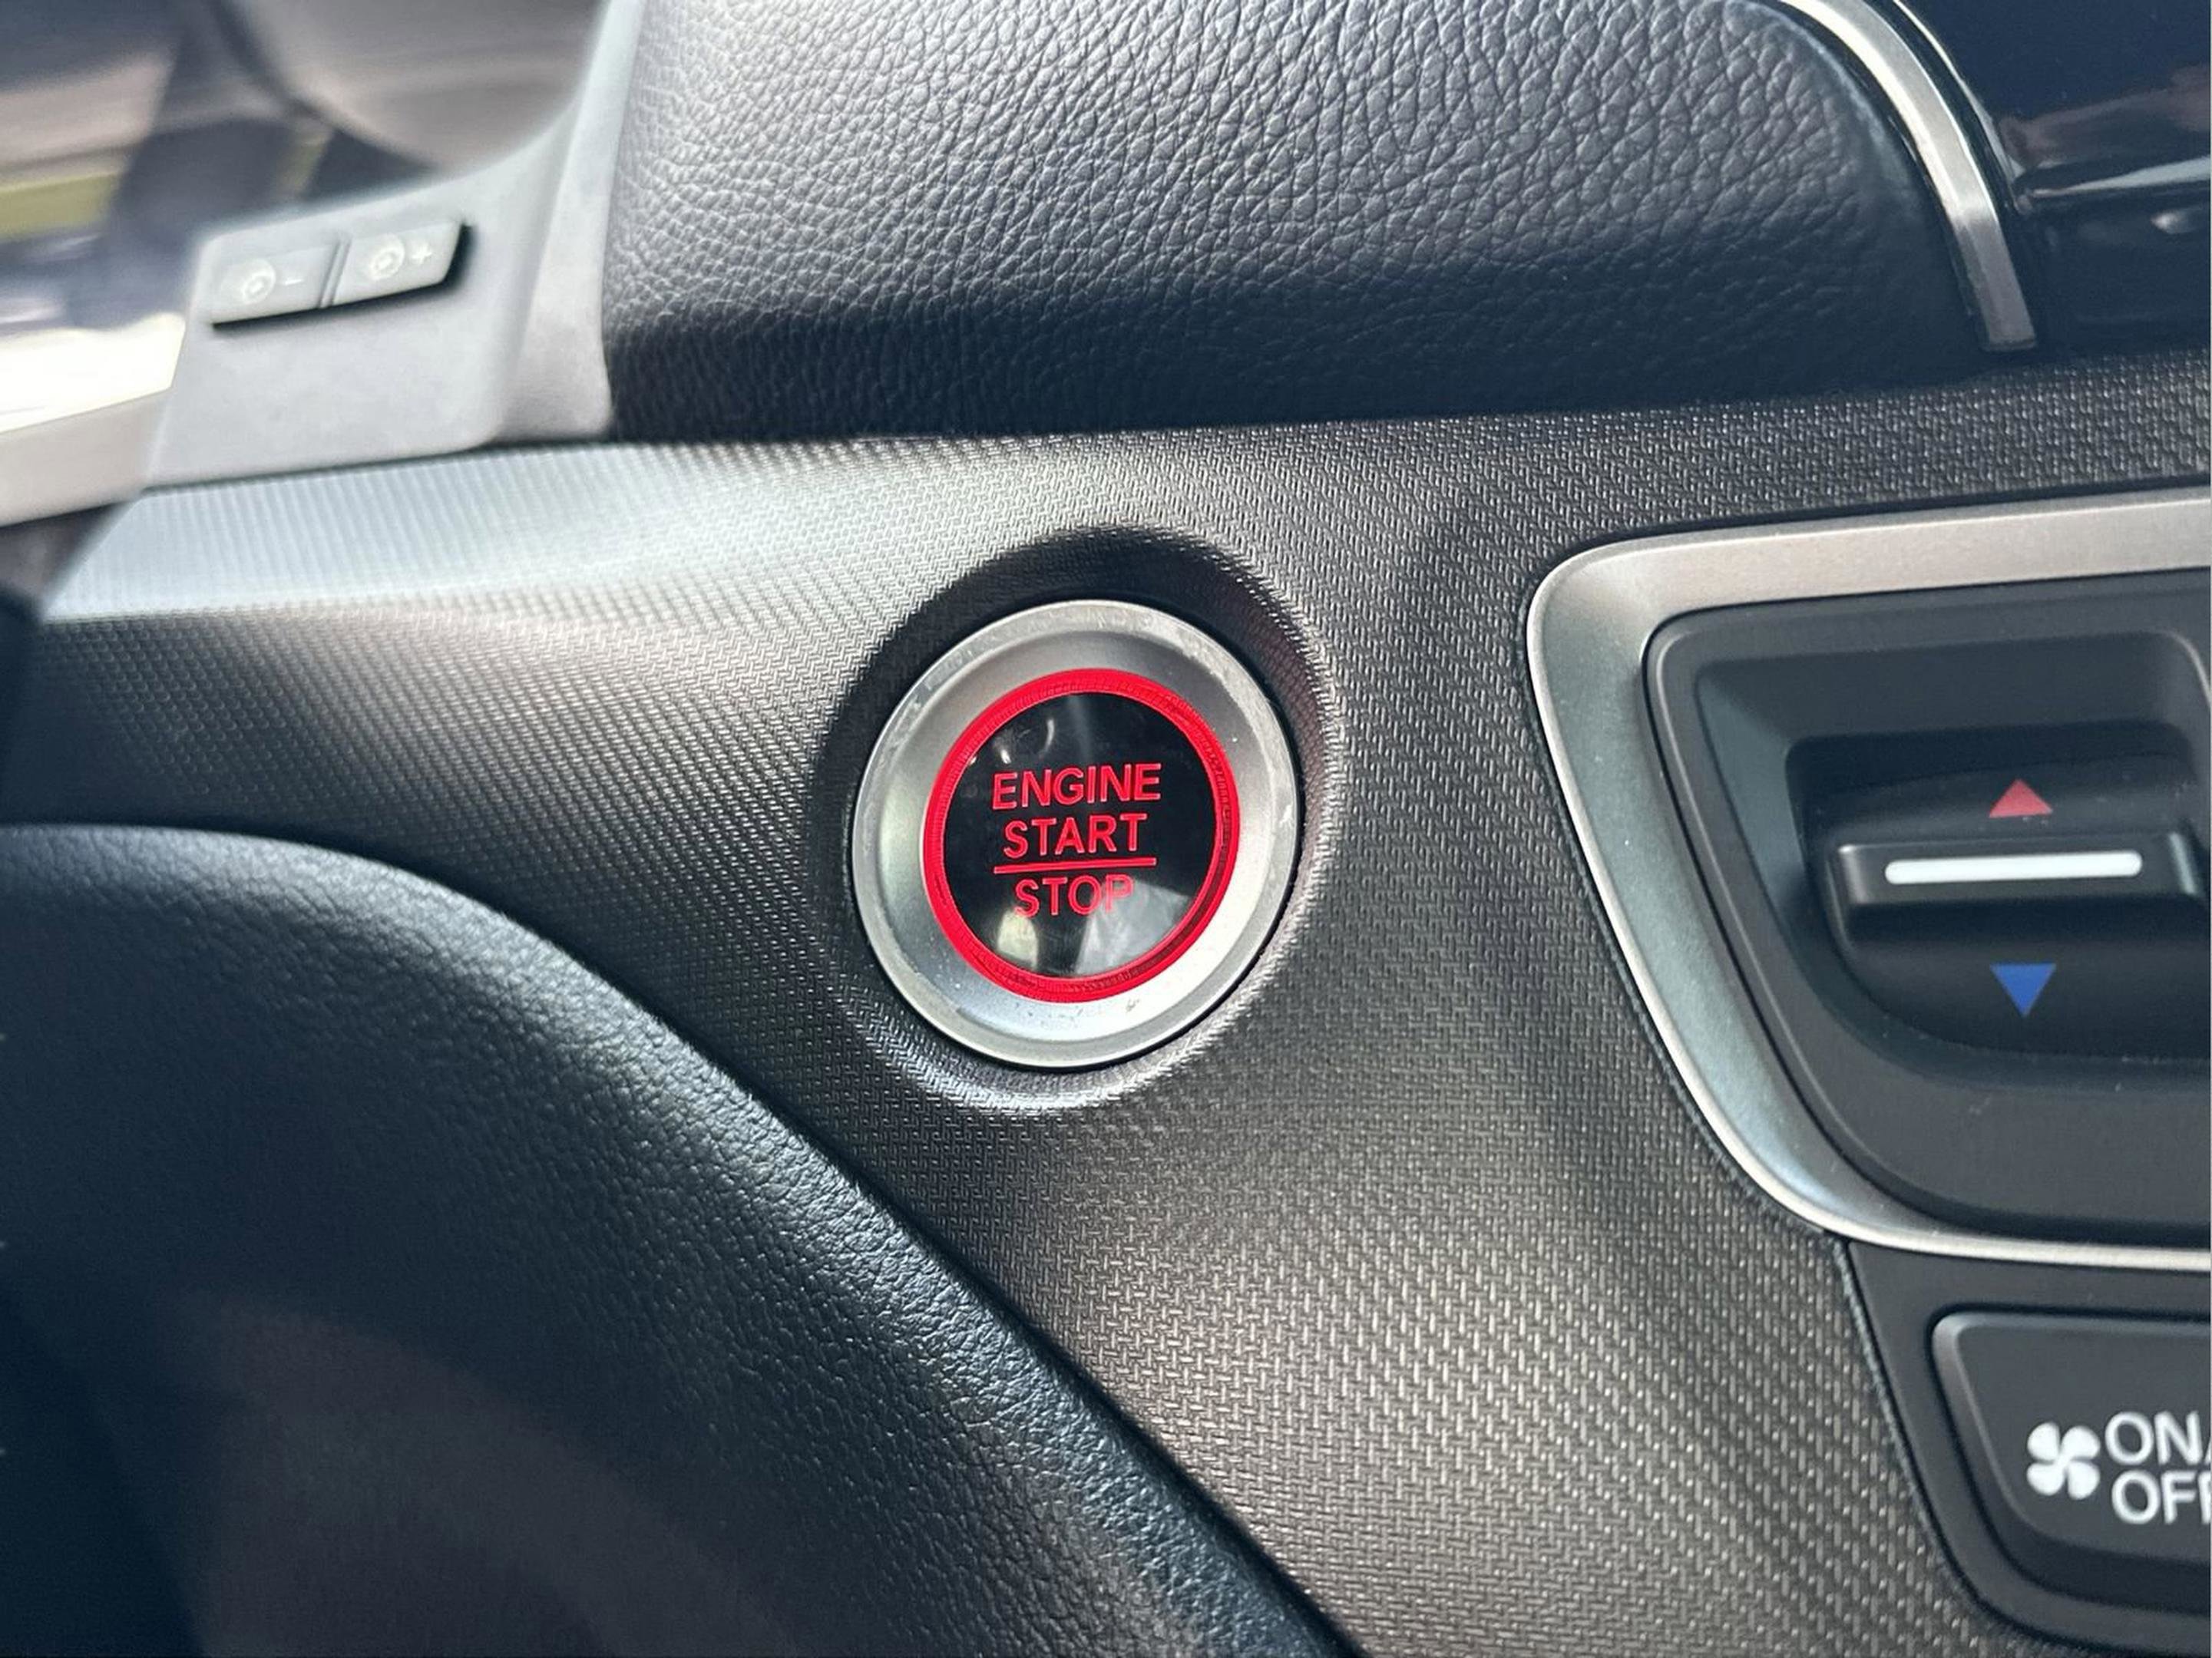 ENGINE
START
STOP
ON/
OFF